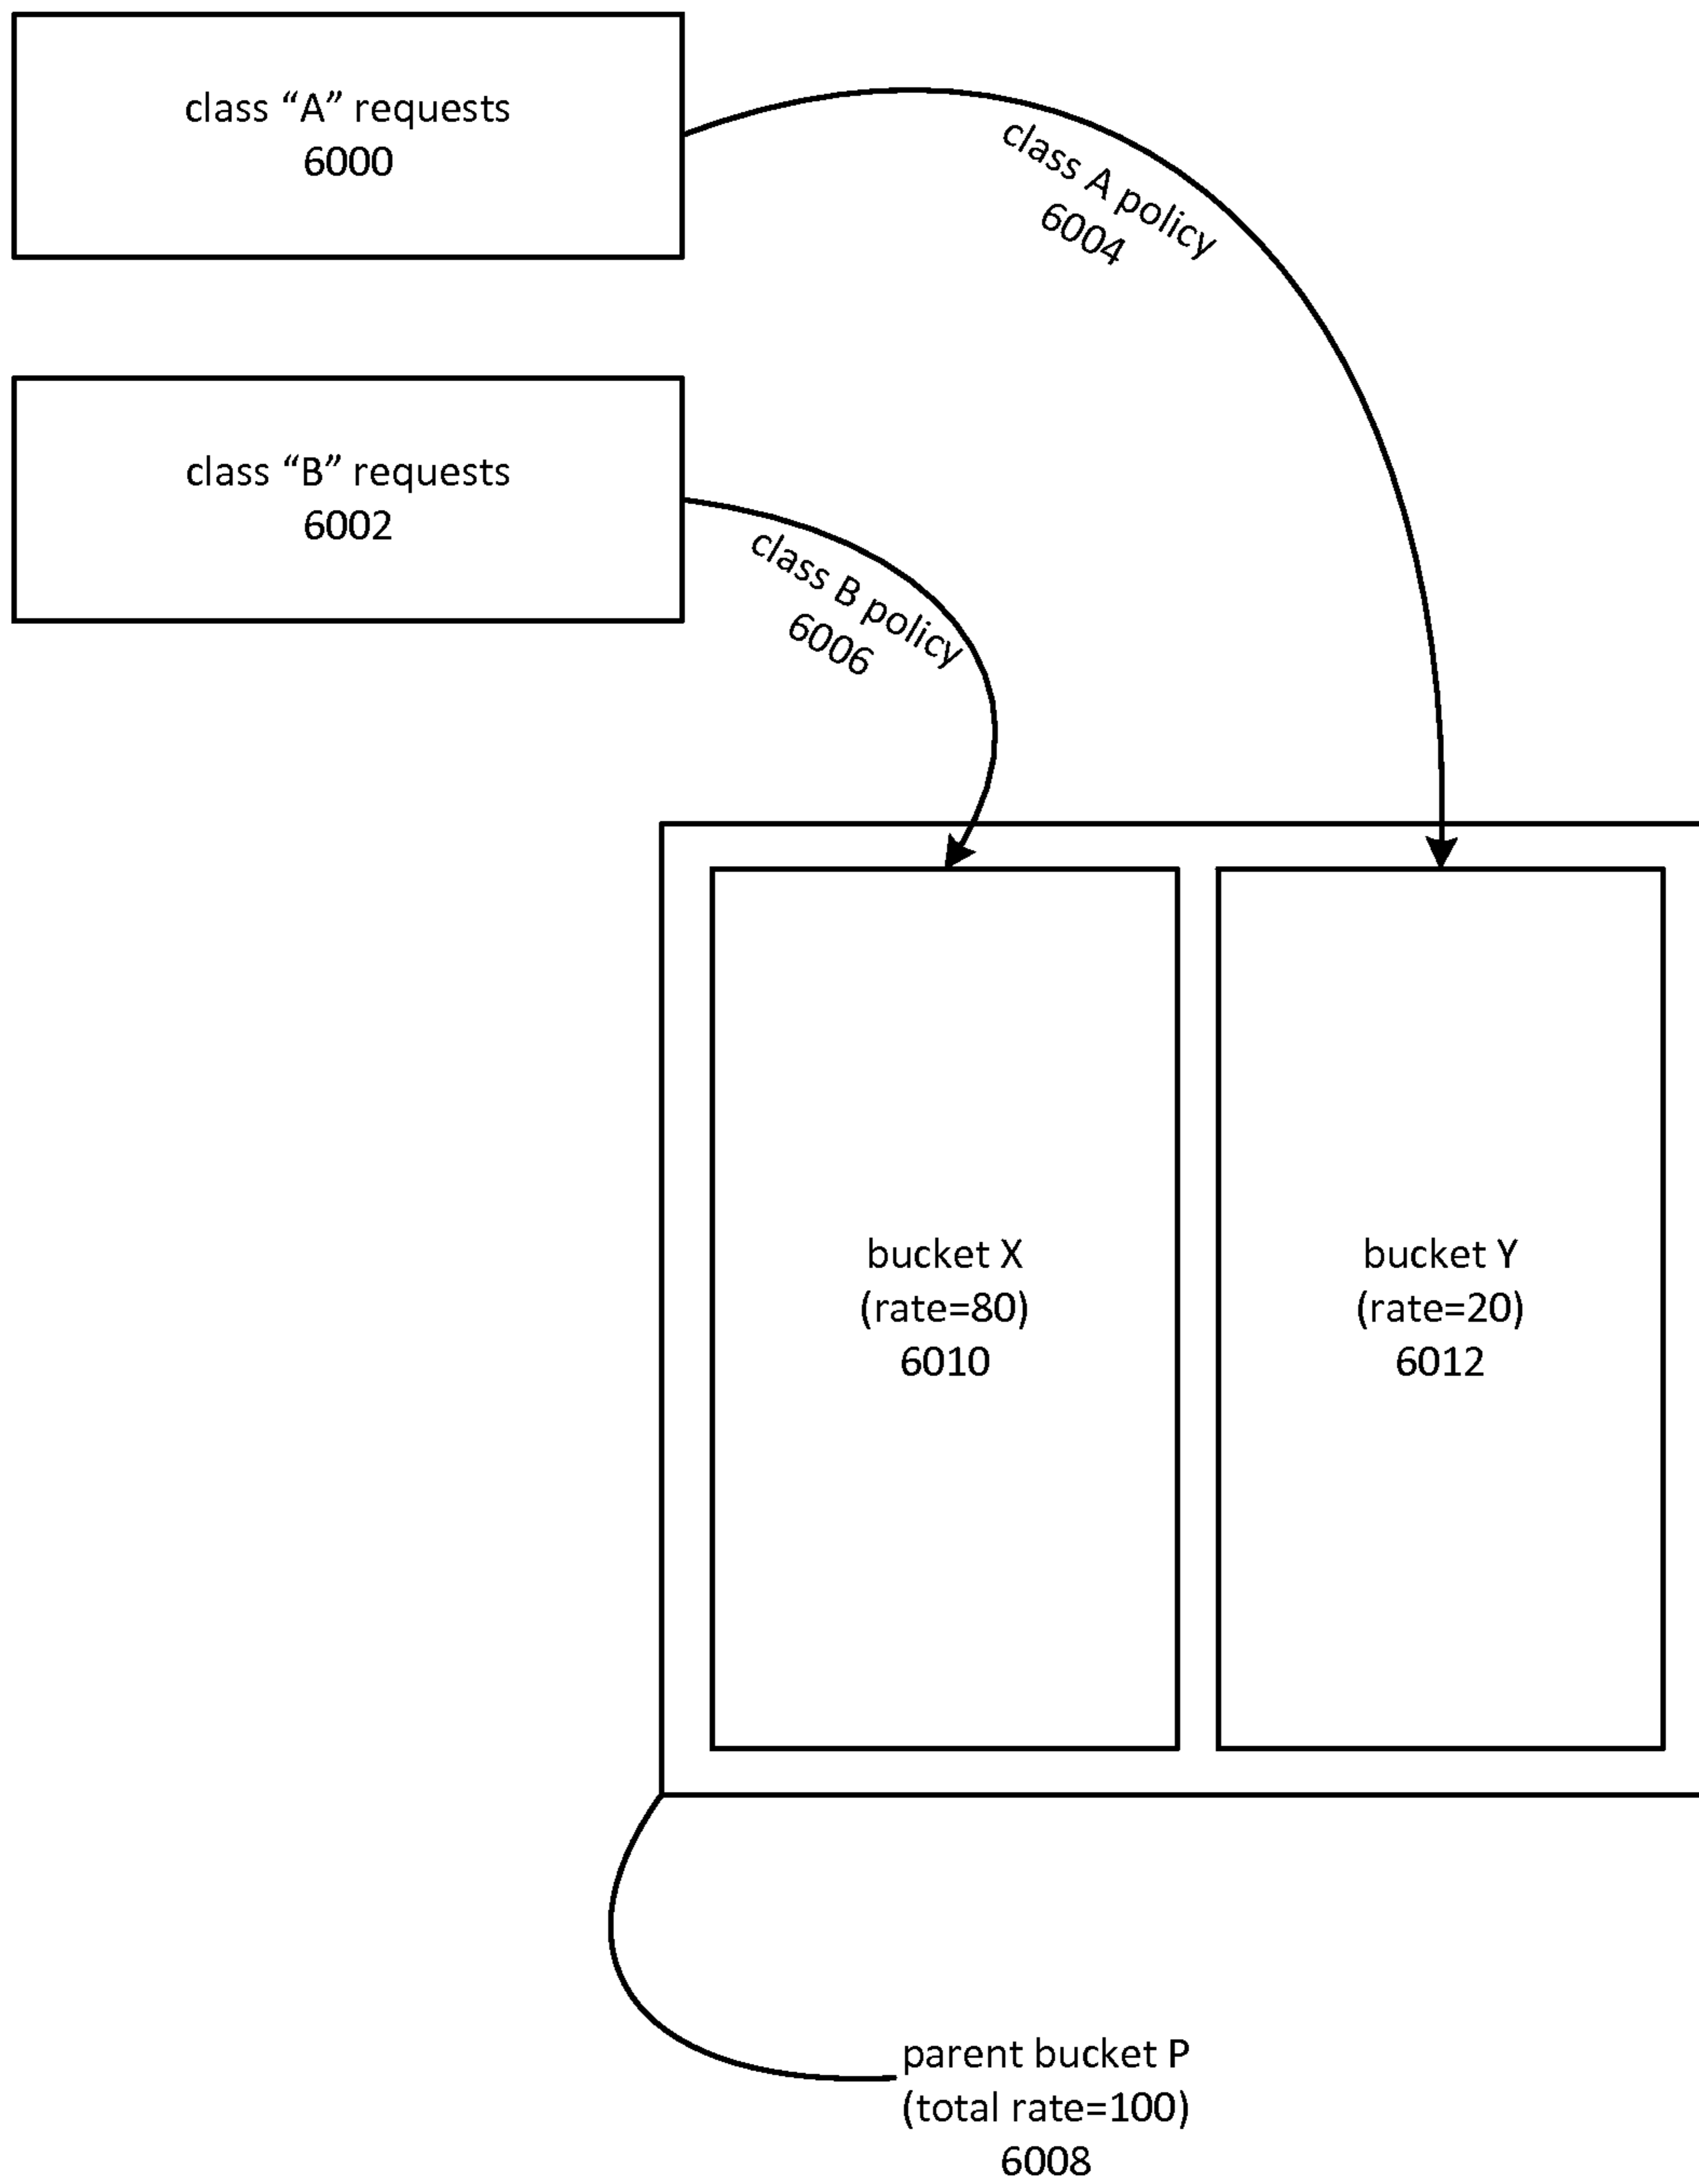 class “A” requests
6000
class A policy
6004
class “B” requests
6002
class B policy
6006
bucket X
(rate=80)
6010
bucket Y
(rate=20)
6012
parent bucket P
(total rate=100)
6008